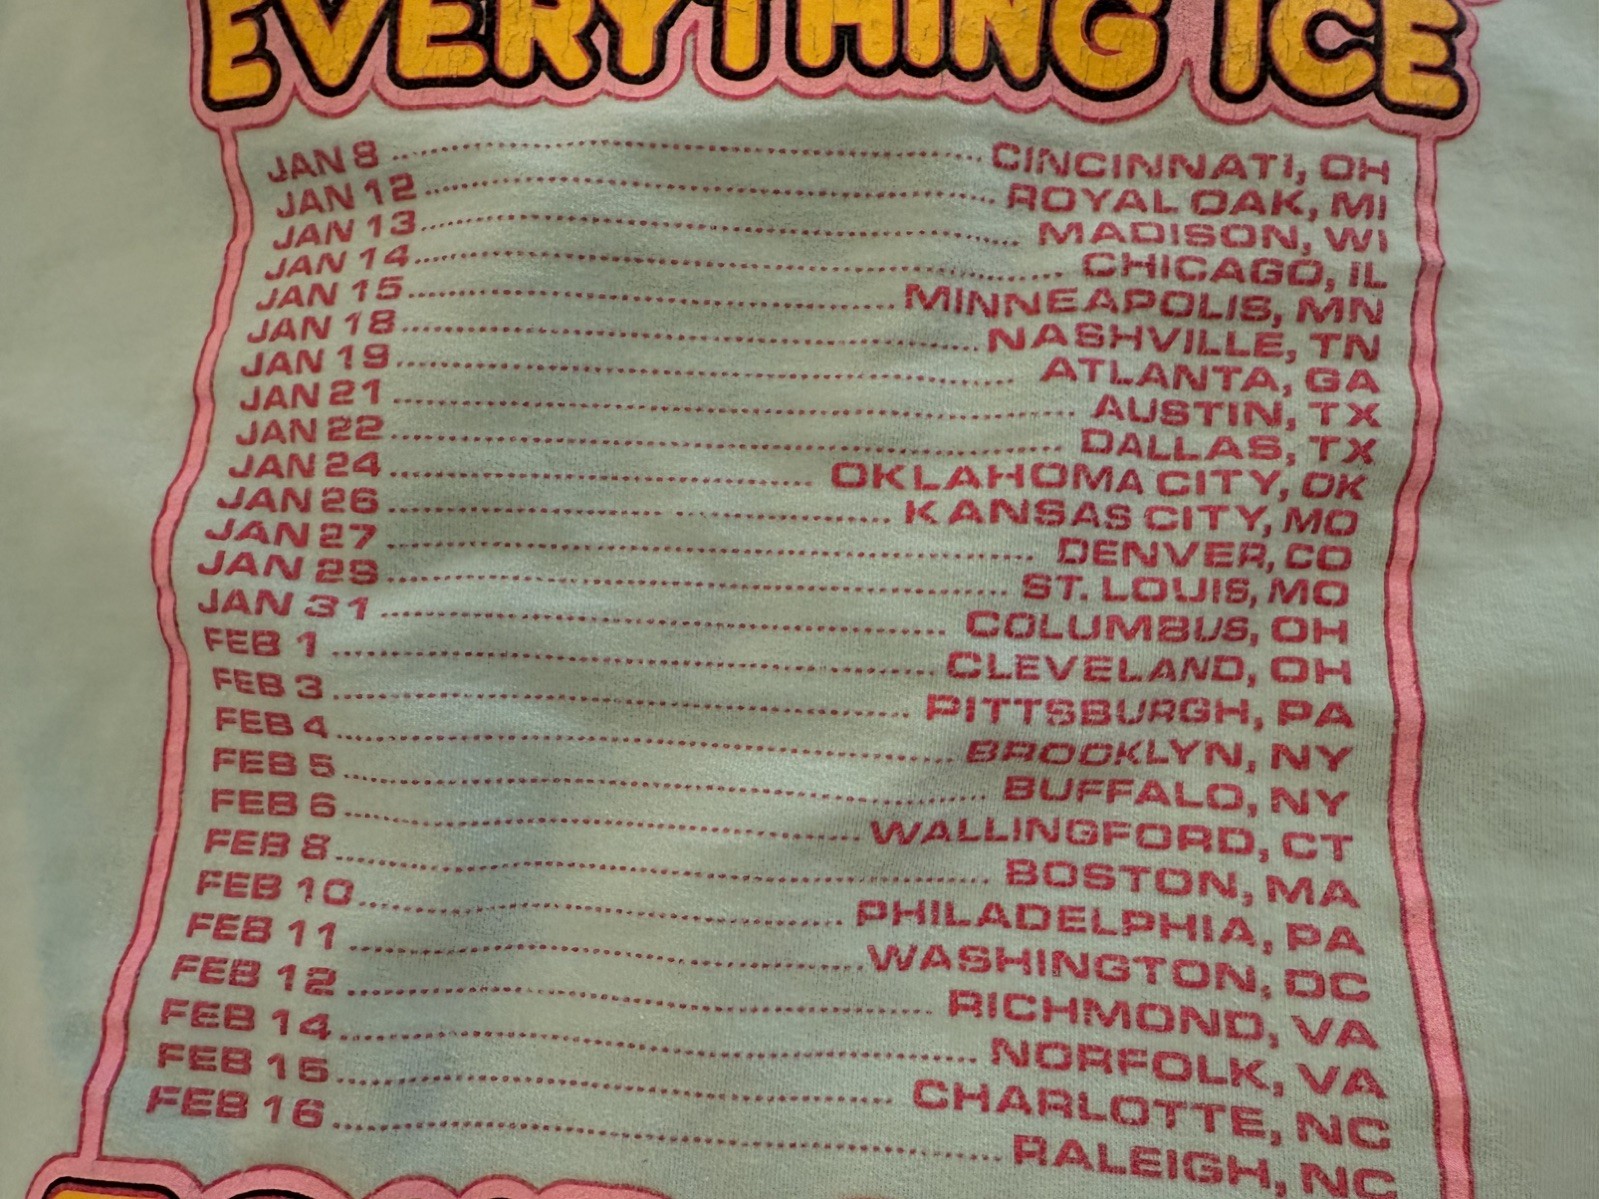 EVERYTHING ICE
JAN 8 CINCINNATI, OH
JAN 12 ROYAL OAK, MI
JAN 13 MADISON, WI
JAN 14 CHICAGO, IL
JAN 15 MINNEAPOLIS, MN
JAN 18 NASHVILLE, TN
JAN 19 ATLANTA, GA
JAN 21 AUSTIN, TX
JAN 22 DALLAS, TX
JAN 24 OKLAHOMA CITY, OK
JAN 26 KANSAS CITY, MO
JAN 27 DENVER, CO
JAN 29 ST. LOUIS, MO
JAN 31 COLUMBUS, OH
FEB 1 CLEVELAND, OH
FEB 3 PITTSBURGH, PA
FEB 4 BROOKLYN, NY
FEB 5 BUFFALO, NY
FEB 6 WALLINGFORD, CT
FEB 8 BOSTON, MA
FEB 10 PHILADELPHIA, PA
FEB 11 WASHINGTON, DC
FEB 12 RICHMOND, VA
FEB 14 NORFOLK, VA
FEB 15 CHARLOTTE, NC
FEB 16 RALEIGH, NC